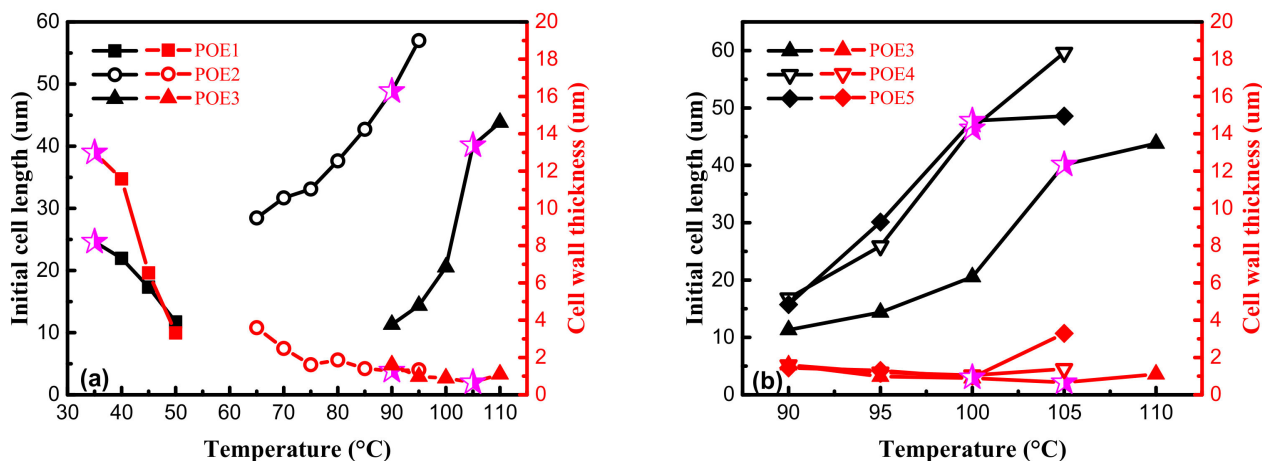 Initial cell length (um)
60
50
40
30
20
10
0
POE1
POE2
POE3
20
18
16
14
12
10
8
6
4
2
0
Cell wall thickness (um)
(a)
30 40 50 60 70 80 90 100 110
Temperature (°C)
Initial cell length (um)
60
50
40
30
20
10
0
POE3
POE4
POE5
20
18
16
14
12
10
8
6
4
2
0
Cell wall thickness (um)
(b)
90 95 100 105 110
Temperature (°C)